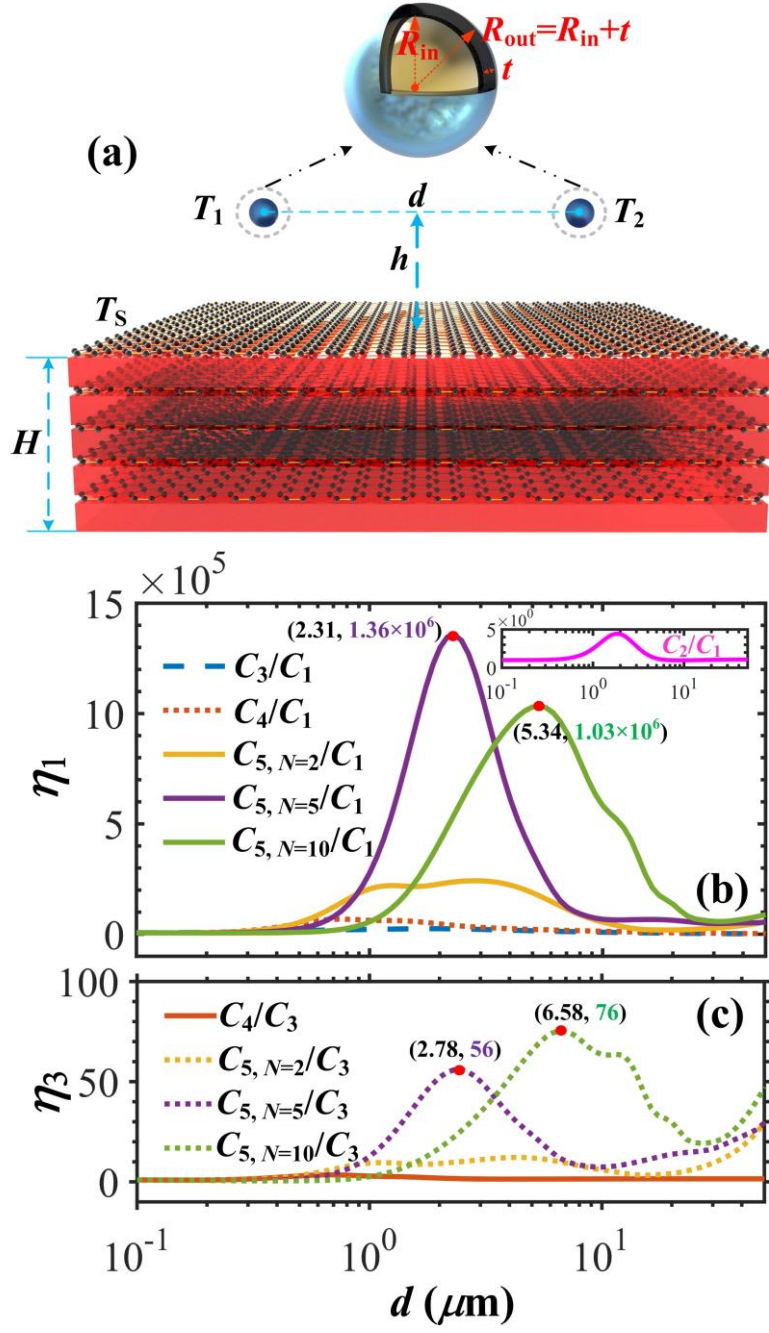 R_in
R_out=R_in+t
t
(a)
T_1
d
T_2
h
T_S
H
×10^5
15
10
5
0
η_1
(2.31, 1.36×10^6)
5×10^0
0
C_2/C_1
10^-1
10^0
10^1
(5.34, 1.03×10^6)
C_3/C_1
C_4/C_1
C_5, N=2/C_1
C_5, N=5/C_1
C_5, N=10/C_1
(b)
100
50
0
η_3
C_4/C_3
C_5, N=2/C_3
C_5, N=5/C_3
C_5, N=10/C_3
(2.78, 56)
(6.58, 76)
(c)
10^-1
10^0
10^1
d (μm)